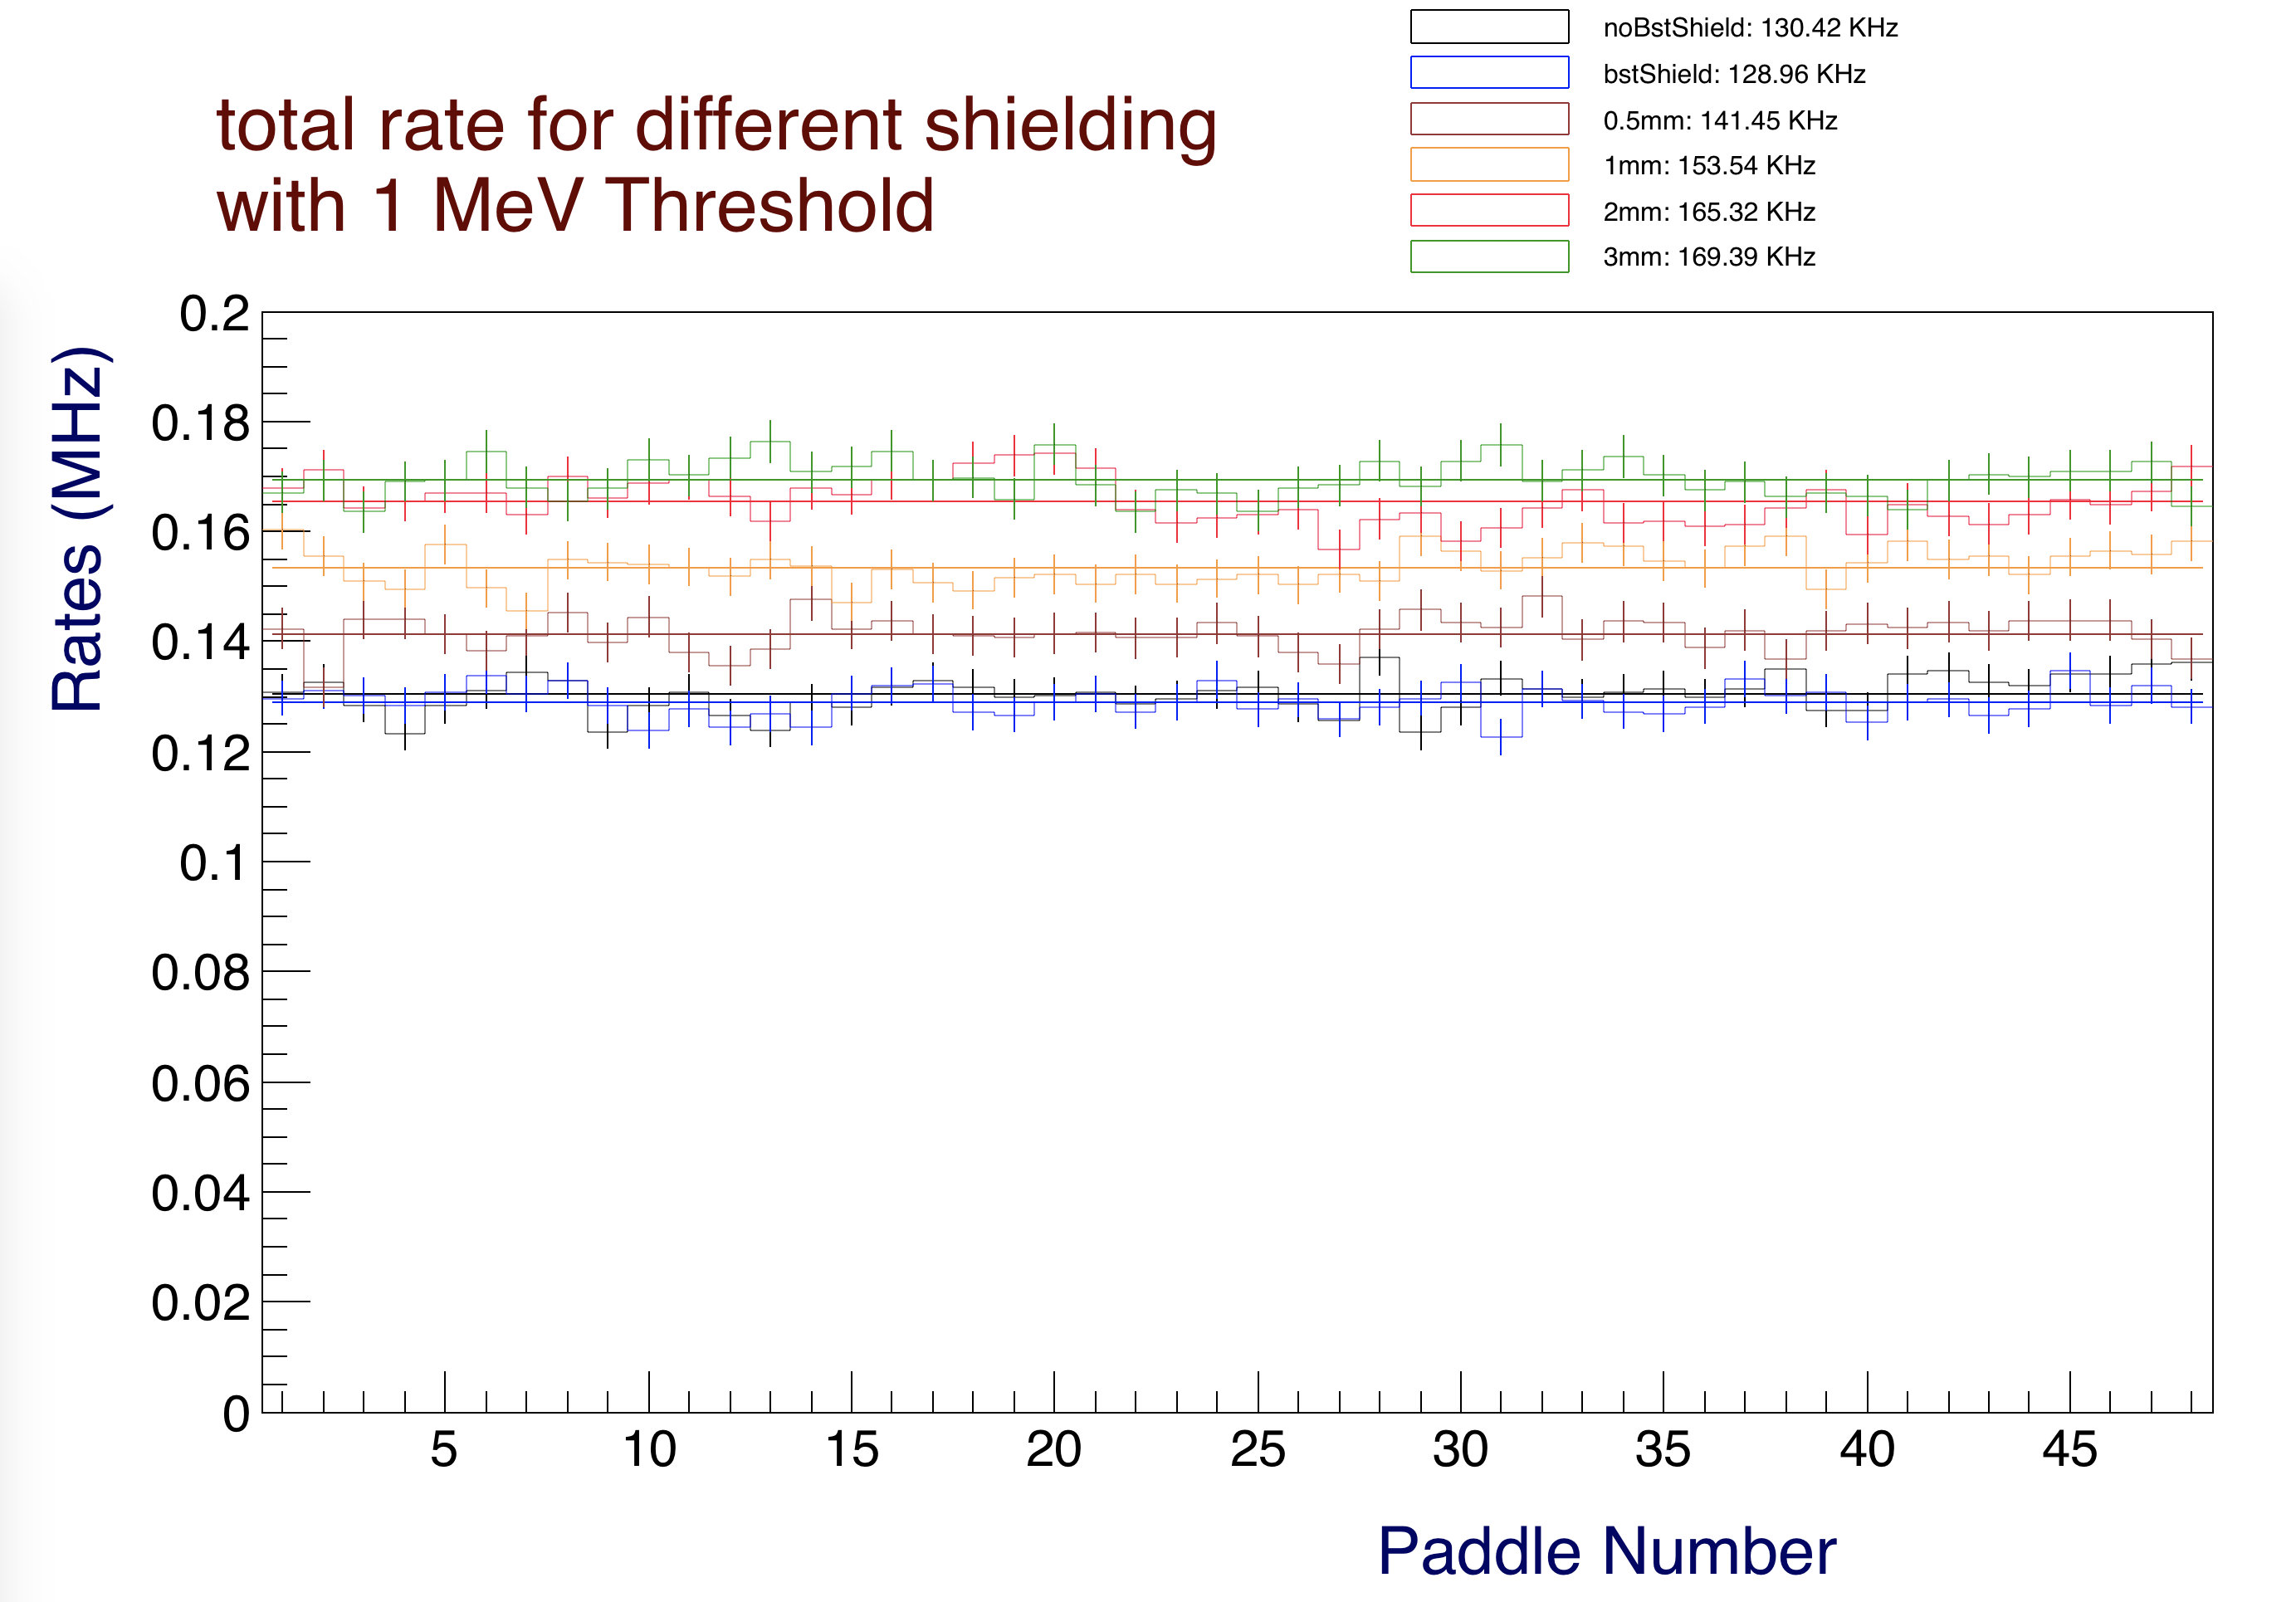 noBstShield: 130.42 KHz
bstShield: 128.96 KHz
0.5mm: 141.45 KHz
1mm: 153.54 KHz
2mm: 165.32 KHz
3mm: 169.39 KHz
total rate for different shielding
with 1 MeV Threshold
Rates (MHz)
0.2
0.18
0.16
0.14
0.12
0.1
0.08
0.06
0.04
0.02
0
5 10 15 20 25 30 35 40 45
Paddle Number